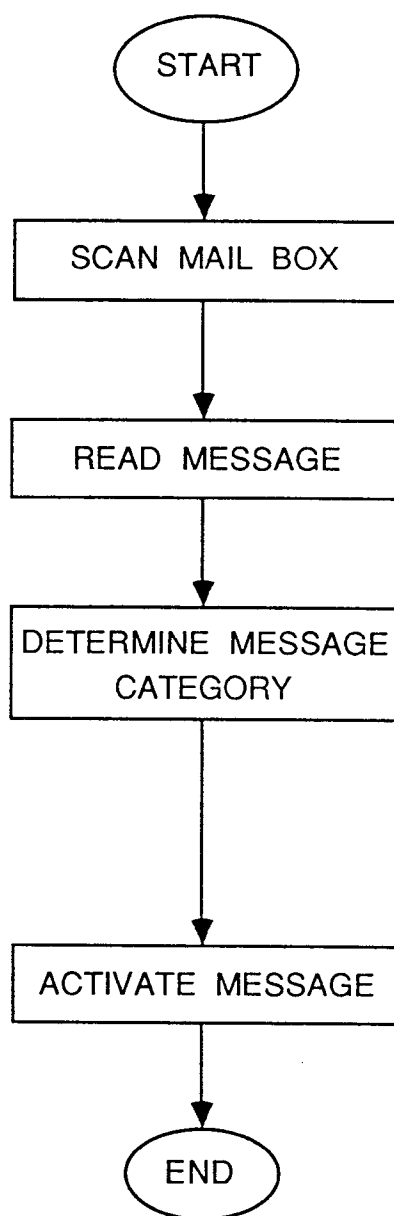 START
SCAN MAIL BOX
READ MESSAGE
DETERMINE MESSAGE
CATEGORY
ACTIVATE MESSAGE
END